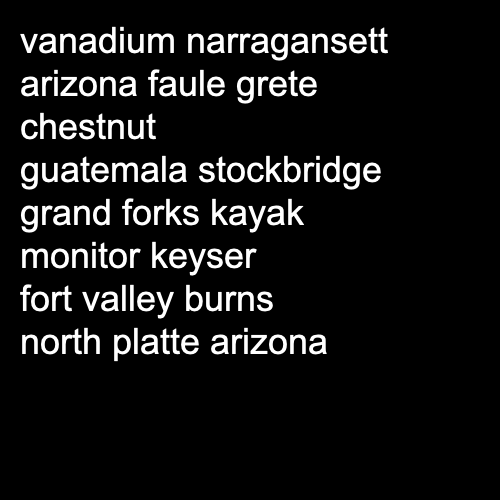 vanadium narragansett
arizona faule grete
chestnut
guatemala stockbridge
grand forks kayak
monitor keyser
fort valley burns
north platte arizona